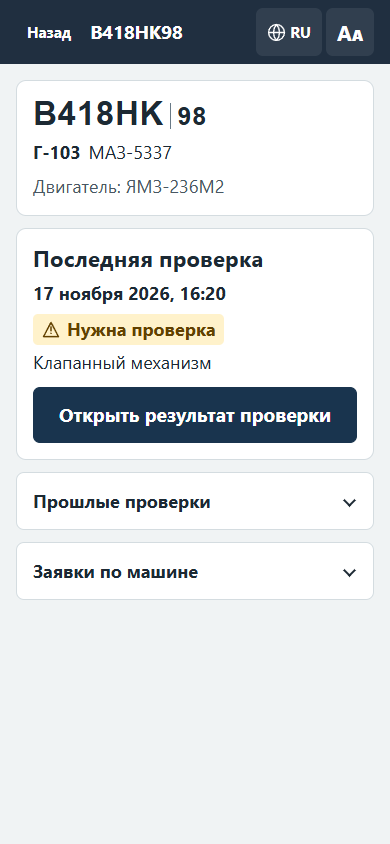 Назад В418НК98 RU Aᴀ
В418НК 98
Г-103 МАЗ-5337
Двигатель: ЯМЗ-236М2
Последняя проверка
17 ноября 2026, 16:20
Нужна проверка
Клапанный механизм
Открыть результат проверки
Прошлые проверки
Заявки по машине